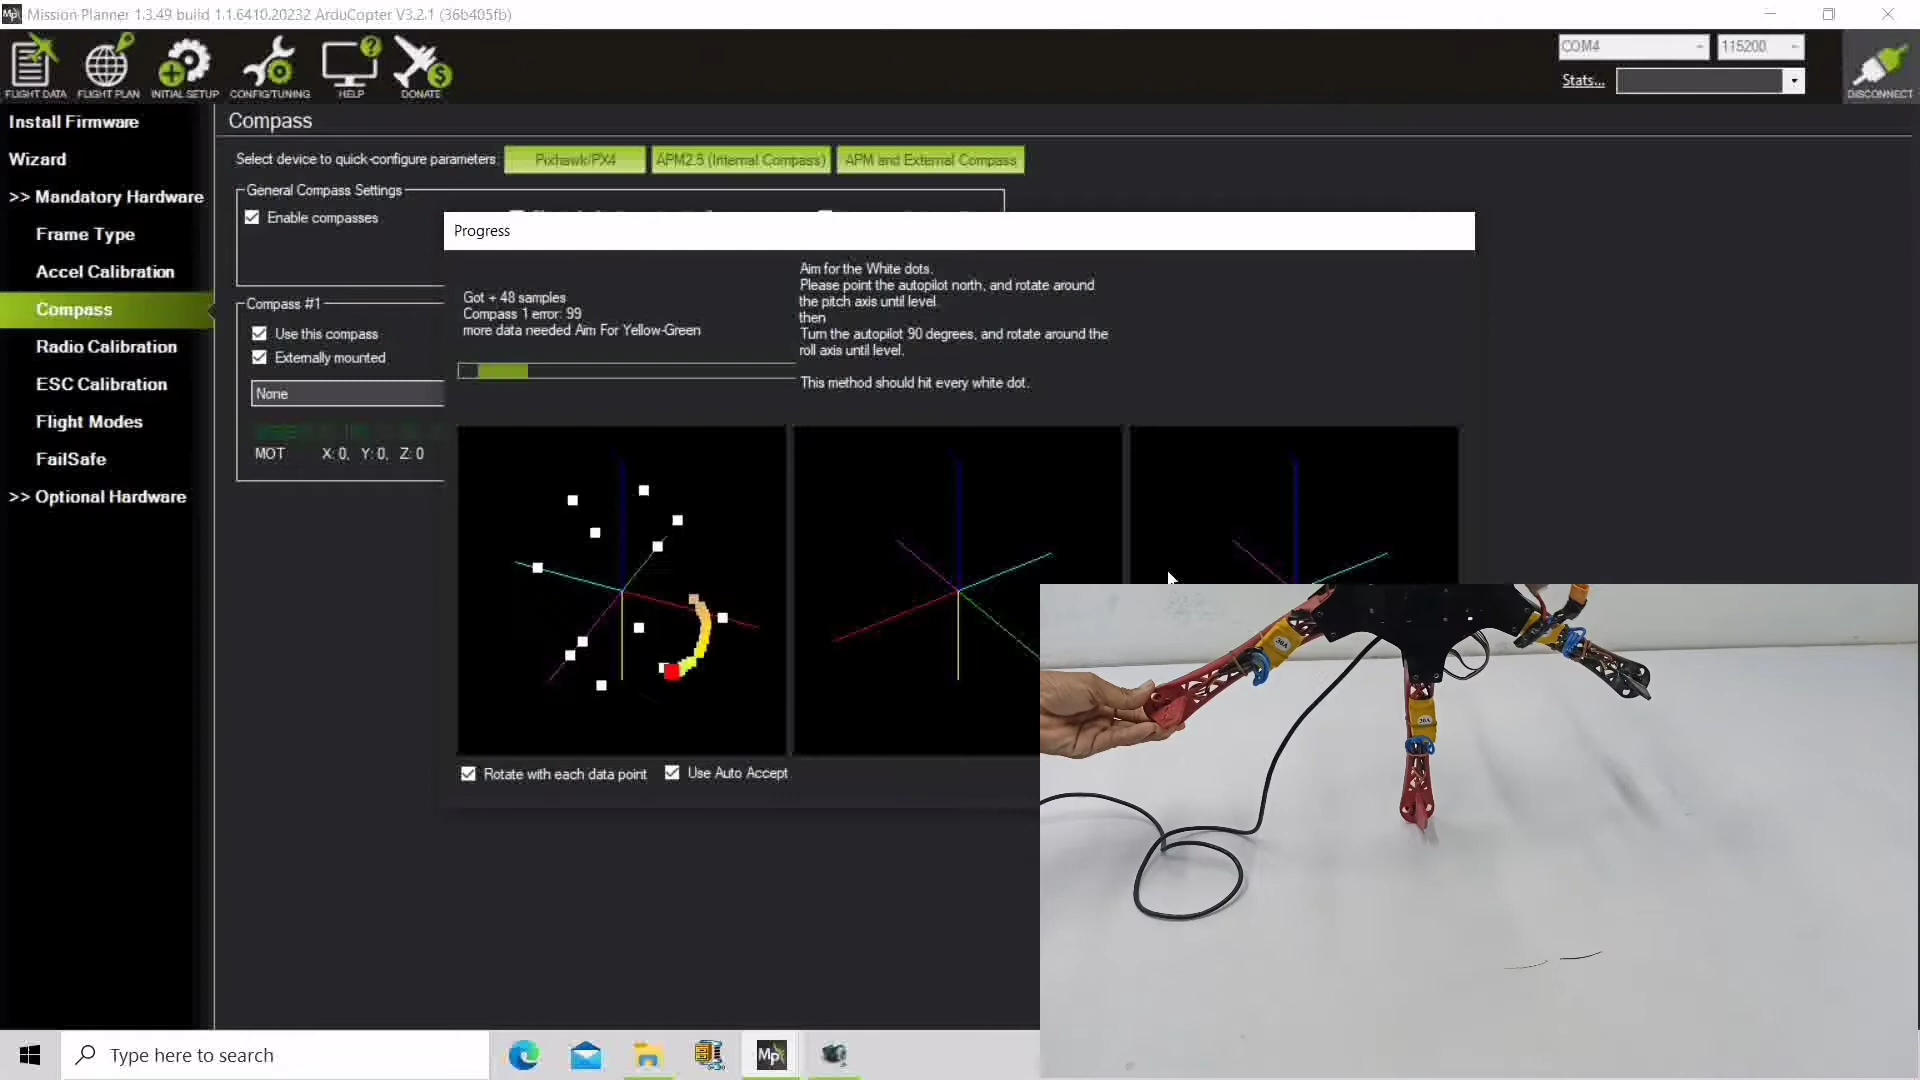 Mission Planner 1.3.49 build 1.1.6410.20232 ArduCopter V3.2.1 (36b405fb)
FLIGHT DATA
FLIGHT PLAN
INITIAL SETUP
CONFIG/TUNING
HELP
DONATE
COM4
115200
Stats...
DISCONNECT
Install Firmware
Wizard
>> Mandatory Hardware
Frame Type
Accel Calibration
Compass
Radio Calibration
ESC Calibration
Flight Modes
FailSafe
>> Optional Hardware
Compass
Select device to quick-configure parameters
Pixhawk/PX4
APM2.5 (Internal Compass)
APM and External Compass
General Compass Settings
Enable compasses
Compass #1
Use this compass
Externally mounted
None
MOT X: 0, Y: 0, Z: 0
Progress
Got + 48 samples
Compass 1 error: 99
more data needed Aim For Yellow-Green
Aim for the White dots.
Please point the autopilot north, and rotate around
the pitch axis until level.
then
Turn the autopilot 90 degrees, and rotate around the
roll axis until level.
This method should hit every white dot.
Rotate with each data point
Use Auto Accept
30A
30A
Type here to search
Mp